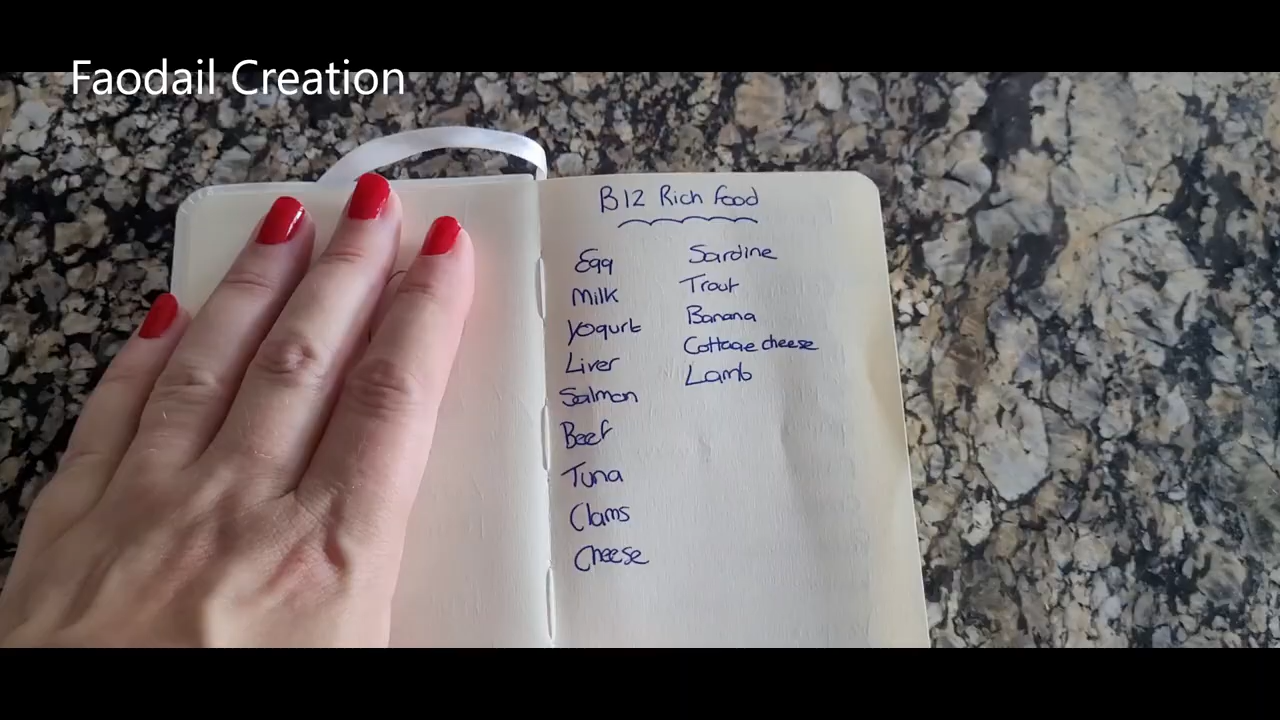 Faodail Creation
B12 Rich Food
Egg
Milk
Yogurt
Liver
Salmon
Beef
Tuna
Clams
Cheese
Sardine
Trout
Banana
Cottage cheese
Lamb